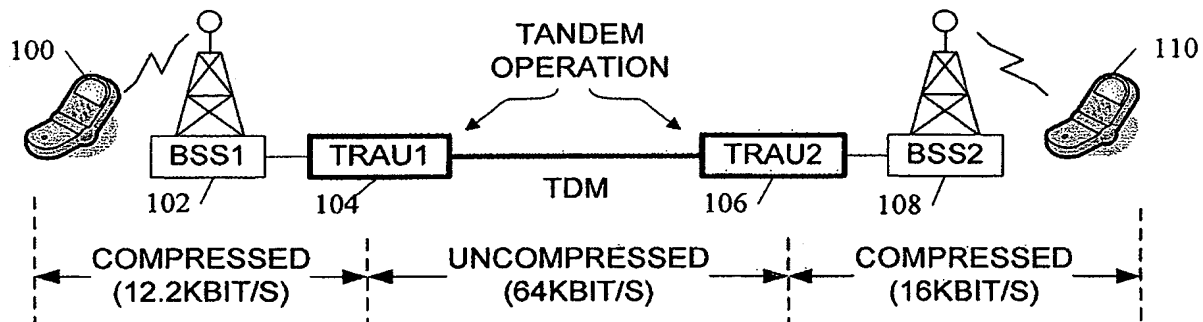 100
TANDEM
OPERATION
110
BSS1
TRAU1
TDM
TRAU2
BSS2
102
104
106
108
COMPRESSED
(12.2KBIT/S)
UNCOMPRESSED
(64KBIT/S)
COMPRESSED
(16KBIT/S)